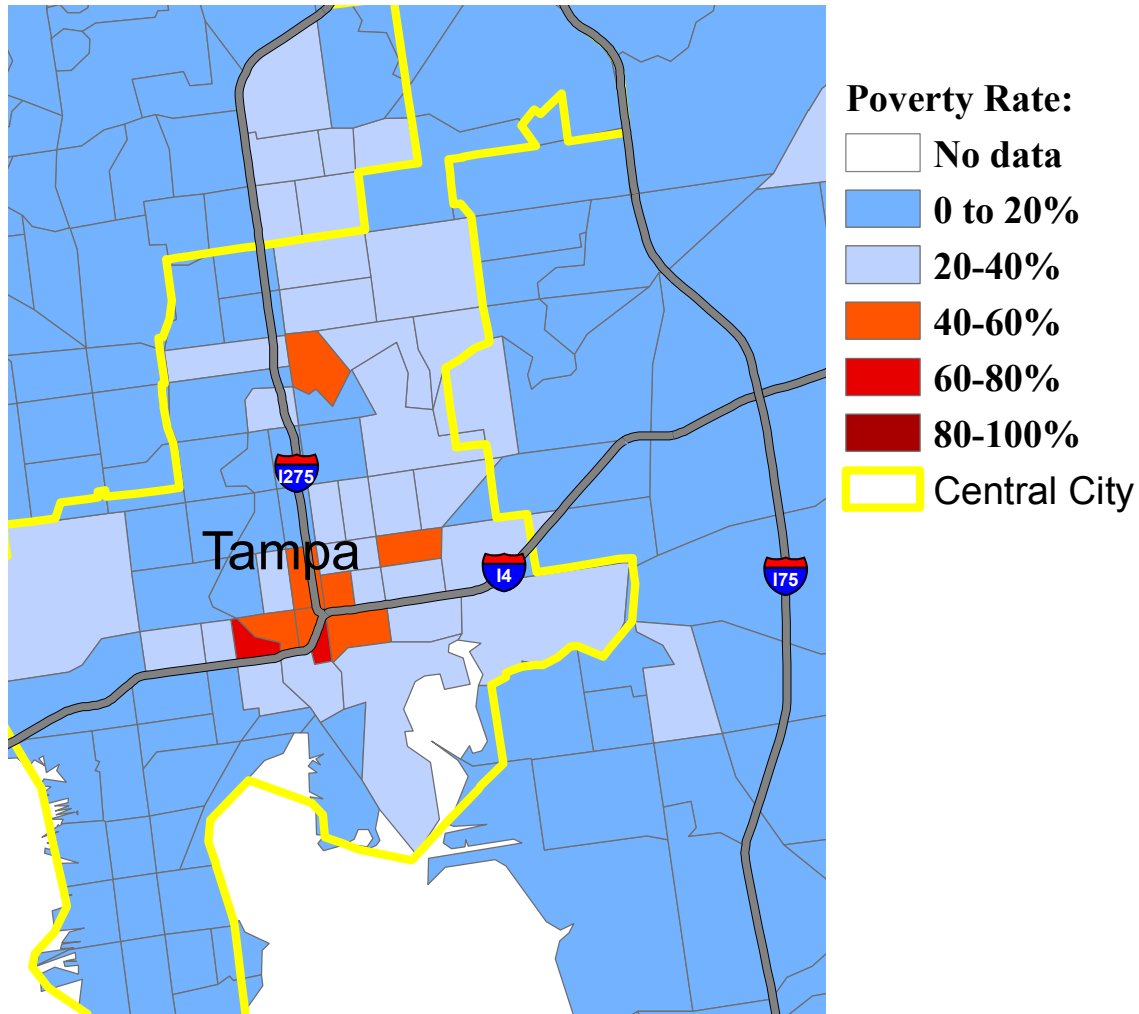 Poverty Rate:
No data
0 to 20%
20-40%
40-60%
60-80%
80-100%
Central City
I275
Tampa
I4
I75